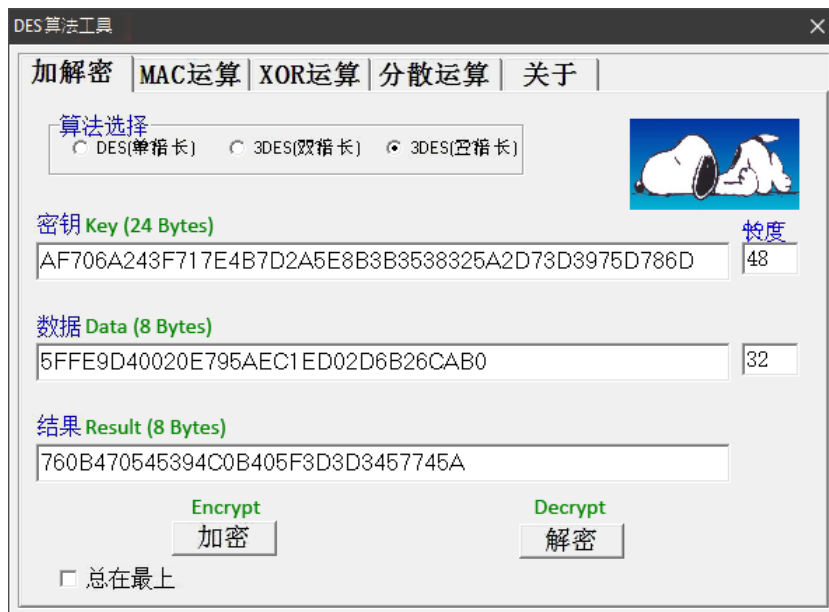 DES算法工具
加解密 MAC运算 XOR运算 分散运算 关于
算法选择
DES(单倍长) 3DES(双倍长) 3DES(三倍长)
密钥 Key (24 Bytes) 长度
AF706A243F717E4B7D2A5E8B3B3538325A2D73D3975D786D 48
数据 Data (8 Bytes)
5FFE9D40020E795AEC1ED02D6B26CAB0 32
结果 Result (8 Bytes)
760B470545394C0B405F3D3D3457745A
Encrypt Decrypt
加密 解密
总在最上